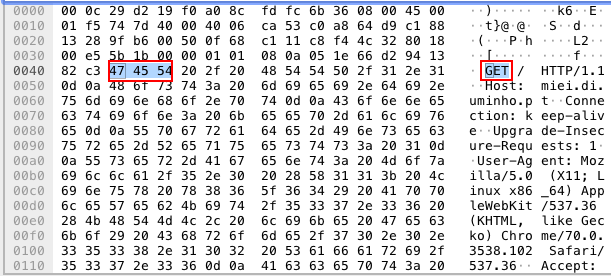 0000 00 0c 29 d2 19 f0 a0 8c fd fc 6b 36 08 00 45 00 ··)····· ··k6··E·
0010 01 f5 74 7d 40 00 40 06 ca 53 c0 a8 64 d9 c1 88 ··t}@·@· ·S··d···
0020 13 28 9f b6 00 50 0f 68 c1 11 c8 f4 4c 32 80 18 ·(···P·h ····L2··
0030 00 e5 5b 1b 00 00 01 01 08 0a 05 1e 66 d2 94 13 ··[····· ····f···
0040 82 c3 47 45 54 20 2f 20 48 54 54 50 2f 31 2e 31 ··GET / HTTP/1.1
0050 0d 0a 48 6f 73 74 3a 20 6d 69 65 69 2e 64 69 2e ··Host: miei.di.
0060 75 6d 69 6e 68 6f 2e 70 74 0d 0a 43 6f 6e 6e 65 uminho.p t··Conne
0070 63 74 69 6f 6e 3a 20 6b 65 65 70 2d 61 6c 69 76 ction: k eep-aliv
0080 65 0d 0a 55 70 67 72 61 64 65 2d 49 6e 73 65 63 e··Upgra de-Insec
0090 75 72 65 2d 52 65 71 75 65 73 74 73 3a 20 31 0d ure-Requ ests: 1·
00a0 0a 55 73 65 72 2d 41 67 65 6e 74 3a 20 4d 6f 7a ·User-Ag ent: Moz
00b0 69 6c 6c 61 2f 35 2e 30 20 28 58 31 31 3b 20 4c illa/5.0 (X11; L
00c0 69 6e 75 78 20 78 38 36 5f 36 34 29 20 41 70 70 inux x86 _64) App
00d0 6c 65 57 65 62 4b 69 74 2f 35 33 37 2e 33 36 20 leWebKit /537.36
00e0 28 4b 48 54 4d 4c 2c 20 6c 69 6b 65 20 47 65 63 (KHTML, like Gec
00f0 6b 6f 29 20 43 68 72 6f 6d 65 2f 37 30 2e 30 2e ko) Chro me/70.0.
0100 33 35 33 38 2e 31 30 32 20 53 61 66 61 72 69 2f 3538.102 Safari/
0110 35 33 37 2e 33 36 0d 0a 41 63 63 65 70 74 3a 20 537.36·· Accept: